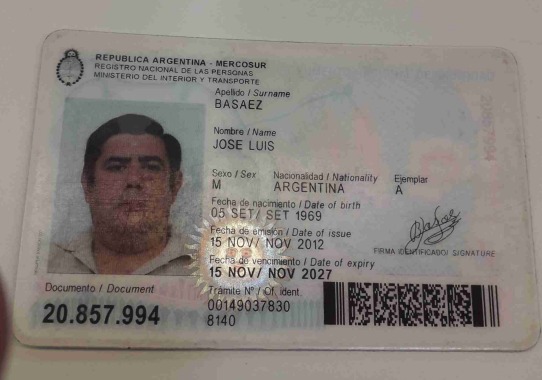 REPUBLICA ARGENTINA - MERCOSUR
REGISTRO NACIONAL DE LAS PERSONAS
MINISTERIO DEL INTERIOR Y TRANSPORTE
Apellido / Surname
BASAEZ
Nombre / Name
JOSE LUIS
Sexo / Sex Nacionalidad / Nationality Ejemplar
M ARGENTINA A
Fecha de nacimiento / Date of birth
05 SET/ SET 1969
Fecha de emisión / Date of issue
15 NOV/ NOV 2012
FIRMA IDENTIFICADO/ SIGNATURE
Fecha de vencimiento / Date of expiry
15 NOV/ NOV 2027
Documento / Document Trámite Nº / Of. ident.
20.857.994 00149037830
8140